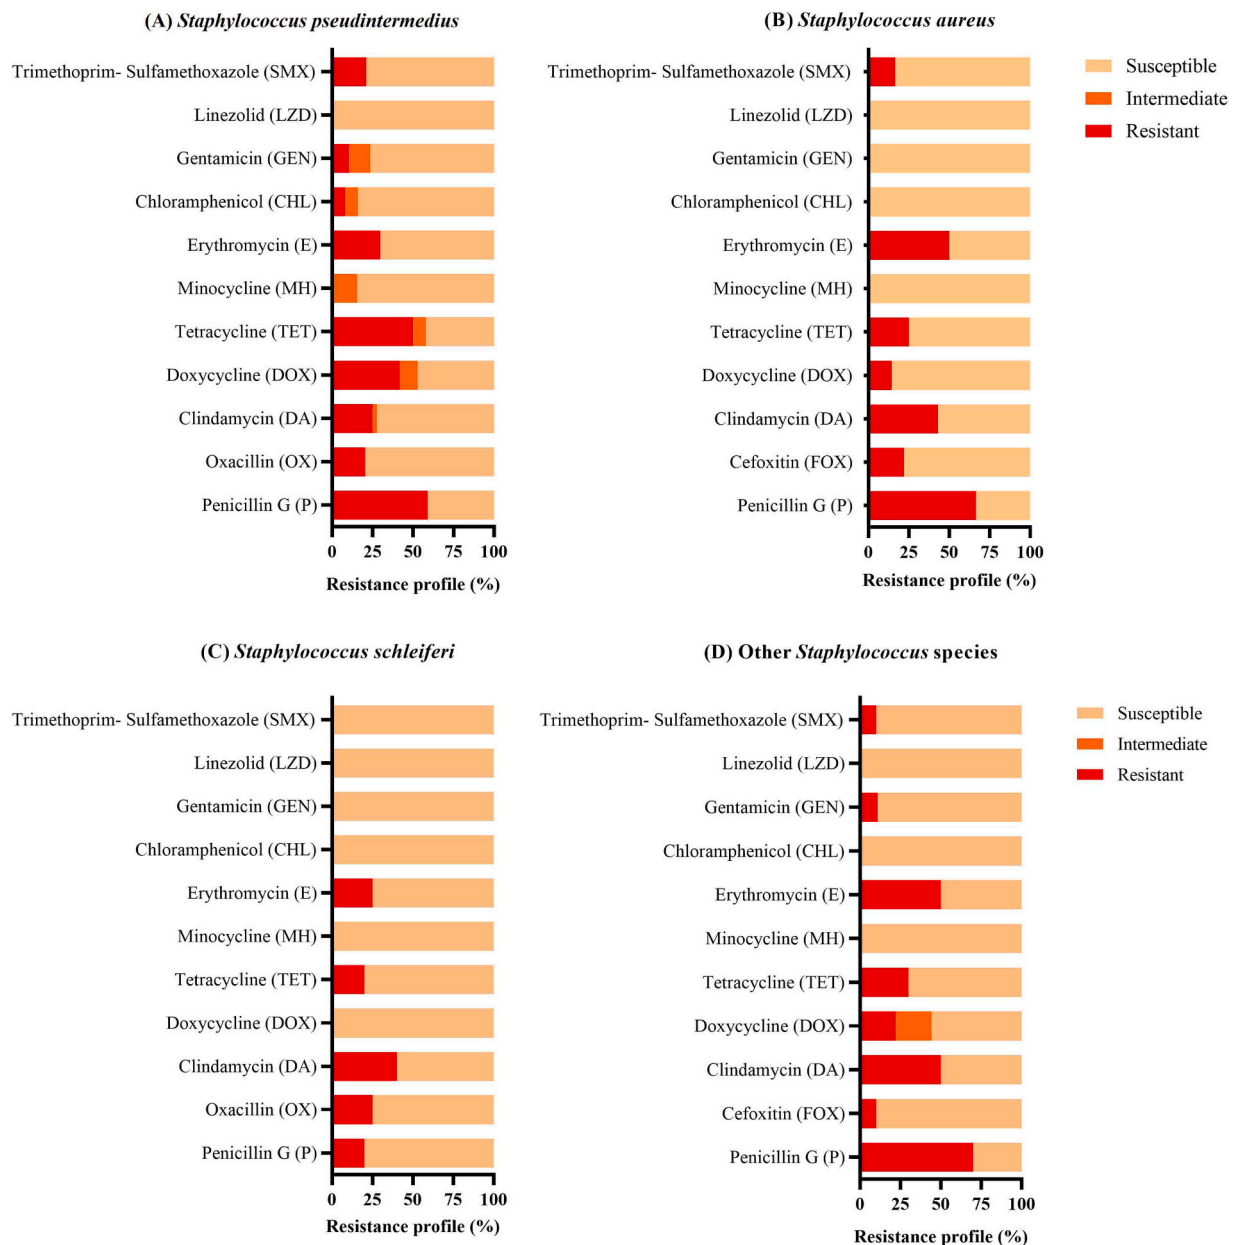 (A) Staphylococcus pseudintermedius
Trimethoprim- Sulfamethoxazole (SMX)
Linezolid (LZD)
Gentamicin (GEN)
Chloramphenicol (CHL)
Erythromycin (E)
Minocycline (MH)
Tetracycline (TET)
Doxycycline (DOX)
Clindamycin (DA)
Oxacillin (OX)
Penicillin G (P)
0 25 50 75 100
Resistance profile (%)
(B) Staphylococcus aureus
Trimethoprim- Sulfamethoxazole (SMX)
Linezolid (LZD)
Gentamicin (GEN)
Chloramphenicol (CHL)
Erythromycin (E)
Minocycline (MH)
Tetracycline (TET)
Doxycycline (DOX)
Clindamycin (DA)
Cefoxitin (FOX)
Penicillin G (P)
0 25 50 75 100
Resistance profile (%)
Susceptible
Intermediate
Resistant
(C) Staphylococcus schleiferi
Trimethoprim- Sulfamethoxazole (SMX)
Linezolid (LZD)
Gentamicin (GEN)
Chloramphenicol (CHL)
Erythromycin (E)
Minocycline (MH)
Tetracycline (TET)
Doxycycline (DOX)
Clindamycin (DA)
Oxacillin (OX)
Penicillin G (P)
0 25 50 75 100
Resistance profile (%)
(D) Other Staphylococcus species
Trimethoprim- Sulfamethoxazole (SMX)
Linezolid (LZD)
Gentamicin (GEN)
Chloramphenicol (CHL)
Erythromycin (E)
Minocycline (MH)
Tetracycline (TET)
Doxycycline (DOX)
Clindamycin (DA)
Cefoxitin (FOX)
Penicillin G (P)
0 25 50 75 100
Resistance profile (%)
Susceptible
Intermediate
Resistant